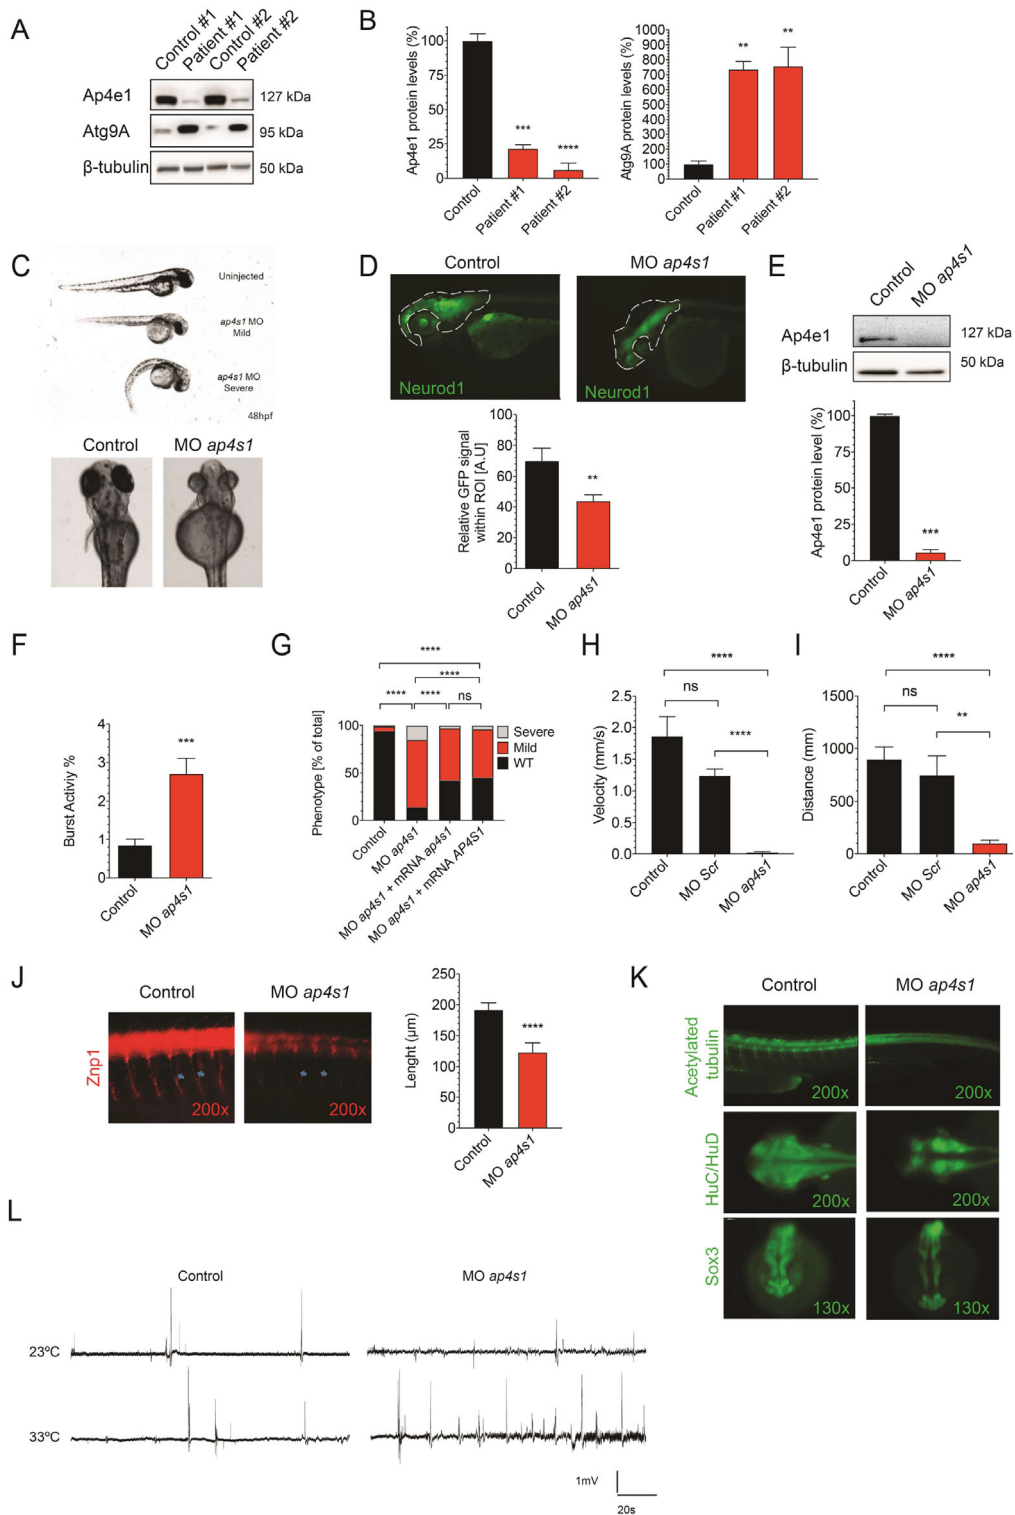 A
Control #1
Patient #1
Control #2
Patient #2
Ap4e1
127 kDa
Atg9A
95 kDa
β-tubulin
50 kDa
B
Ap4e1 protein levels (%)
100
75
50
25
0
***
****
Control
Patient #1
Patient #2
Atg9A protein levels (%)
1000
900
800
700
600
500
400
300
200
100
0
**
**
Control
Patient #1
Patient #2
C
Uninjected
ap4s1 MO
Mild
ap4s1 MO
Severe
48hpf
Control
MO ap4s1
D
Control
MO ap4s1
Neurod1
Neurod1
Relative GFP signal
within ROI [A.U]
100
80
60
40
20
0
**
Control
MO ap4s1
E
Control
MO ap4s1
Ap4e1
127 kDa
β-tubulin
50 kDa
Ap4e1 protein level (%)
100
75
50
25
0
***
Control
MO ap4s1
F
Burst Activiy %
4
3
2
1
0
***
Control
MO ap4s1
G
****
****
**** **** ns
Phenotype [% of total]
100
50
0
Severe
Mild
WT
Control
MO ap4s1
MO ap4s1 + mRNA ap4s1
MO ap4s1 + mRNA AP4S1
H
****
ns
****
Velocity (mm/s)
2.5
2.0
1.5
1.0
0.5
0.0
Control
MO Scr
MO ap4s1
I
****
ns
**
Distance (mm)
1500
1000
500
0
Control
MO Scr
MO ap4s1
J
Control
MO ap4s1
Znp1
200x
200x
Lenght (µm)
250
200
150
100
50
0
****
Control
MO ap4s1
K
Control
MO ap4s1
Acetylated
tubulin
200x
200x
HuC/HuD
200x
200x
Sox3
130x
130x
L
Control
MO ap4s1
23ºC
33ºC
1mV
20s